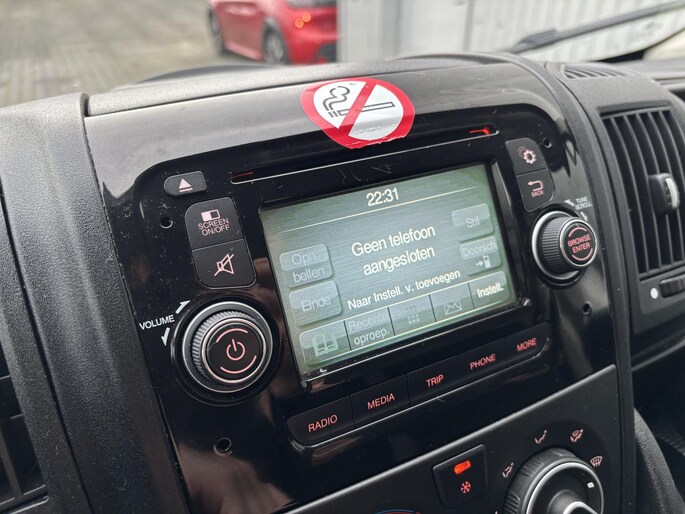 22:31
SCREEN
ON/OFF
BACK
TUNE
SCROLL
BROWSE
ENTER
VOLUME
Geen telefoon
aangesloten
Opn.
bellen
Stil
Einde
Doorsch.
Naar Instell. v. toevoegen
Recente
oproep.
Instell.
RADIO
MEDIA
TRIP
PHONE
MORE